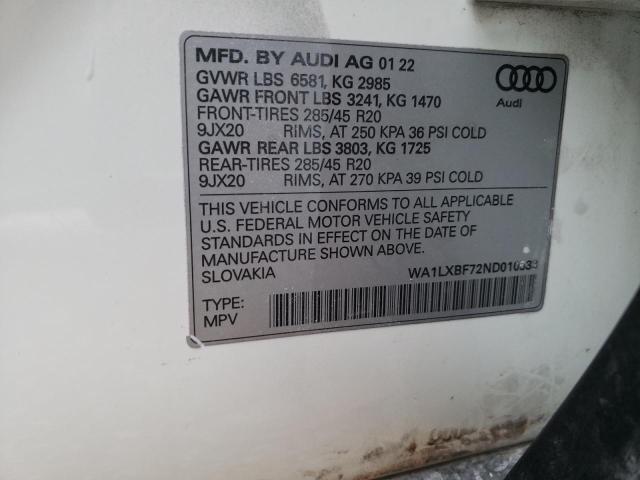 MFD. BY AUDI AG 01 22
GVWR LBS 6581, KG 2985
GAWR FRONT LBS 3241, KG 1470
FRONT-TIRES 285/45 R20
9JX20 RIMS, AT 250 KPA 36 PSI COLD
GAWR REAR LBS 3803, KG 1725
REAR-TIRES 285/45 R20
9JX20 RIMS, AT 270 KPA 39 PSI COLD
Audi
THIS VEHICLE CONFORMS TO ALL APPLICABLE
U.S. FEDERAL MOTOR VEHICLE SAFETY
STANDARDS IN EFFECT ON THE DATE OF
MANUFACTURE SHOWN ABOVE.
SLOVAKIA
TYPE:
MPV